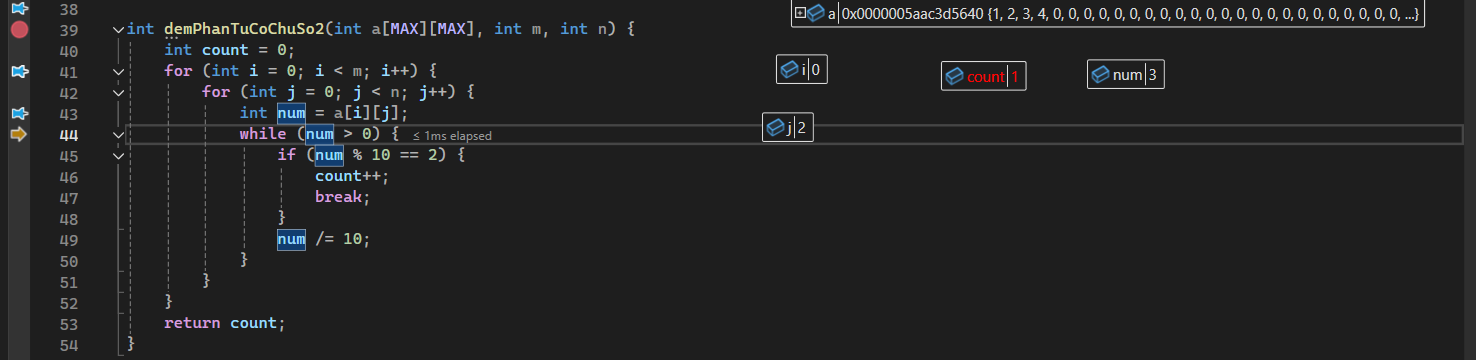 38
39 int demPhanTuCoChuSo2(int a[MAX][MAX], int m, int n) {
a 0x0000005aac3d5640 {1, 2, 3, 4, 0, 0, 0, 0, 0, 0, 0, 0, 0, 0, 0, 0, 0, 0, 0, 0, 0, 0, 0, 0, 0, 0, 0, ...}
40 int count = 0;
41 for (int i = 0; i < m; i++) {
i 0
count 1
num 3
42 for (int j = 0; j < n; j++) {
43 int num = a[i][j];
44 while (num > 0) { ≤ 1ms elapsed
j 2
45 if (num % 10 == 2) {
46 count++;
47 break;
48 }
49 num /= 10;
50 }
51 }
52 }
53 return count;
54 }